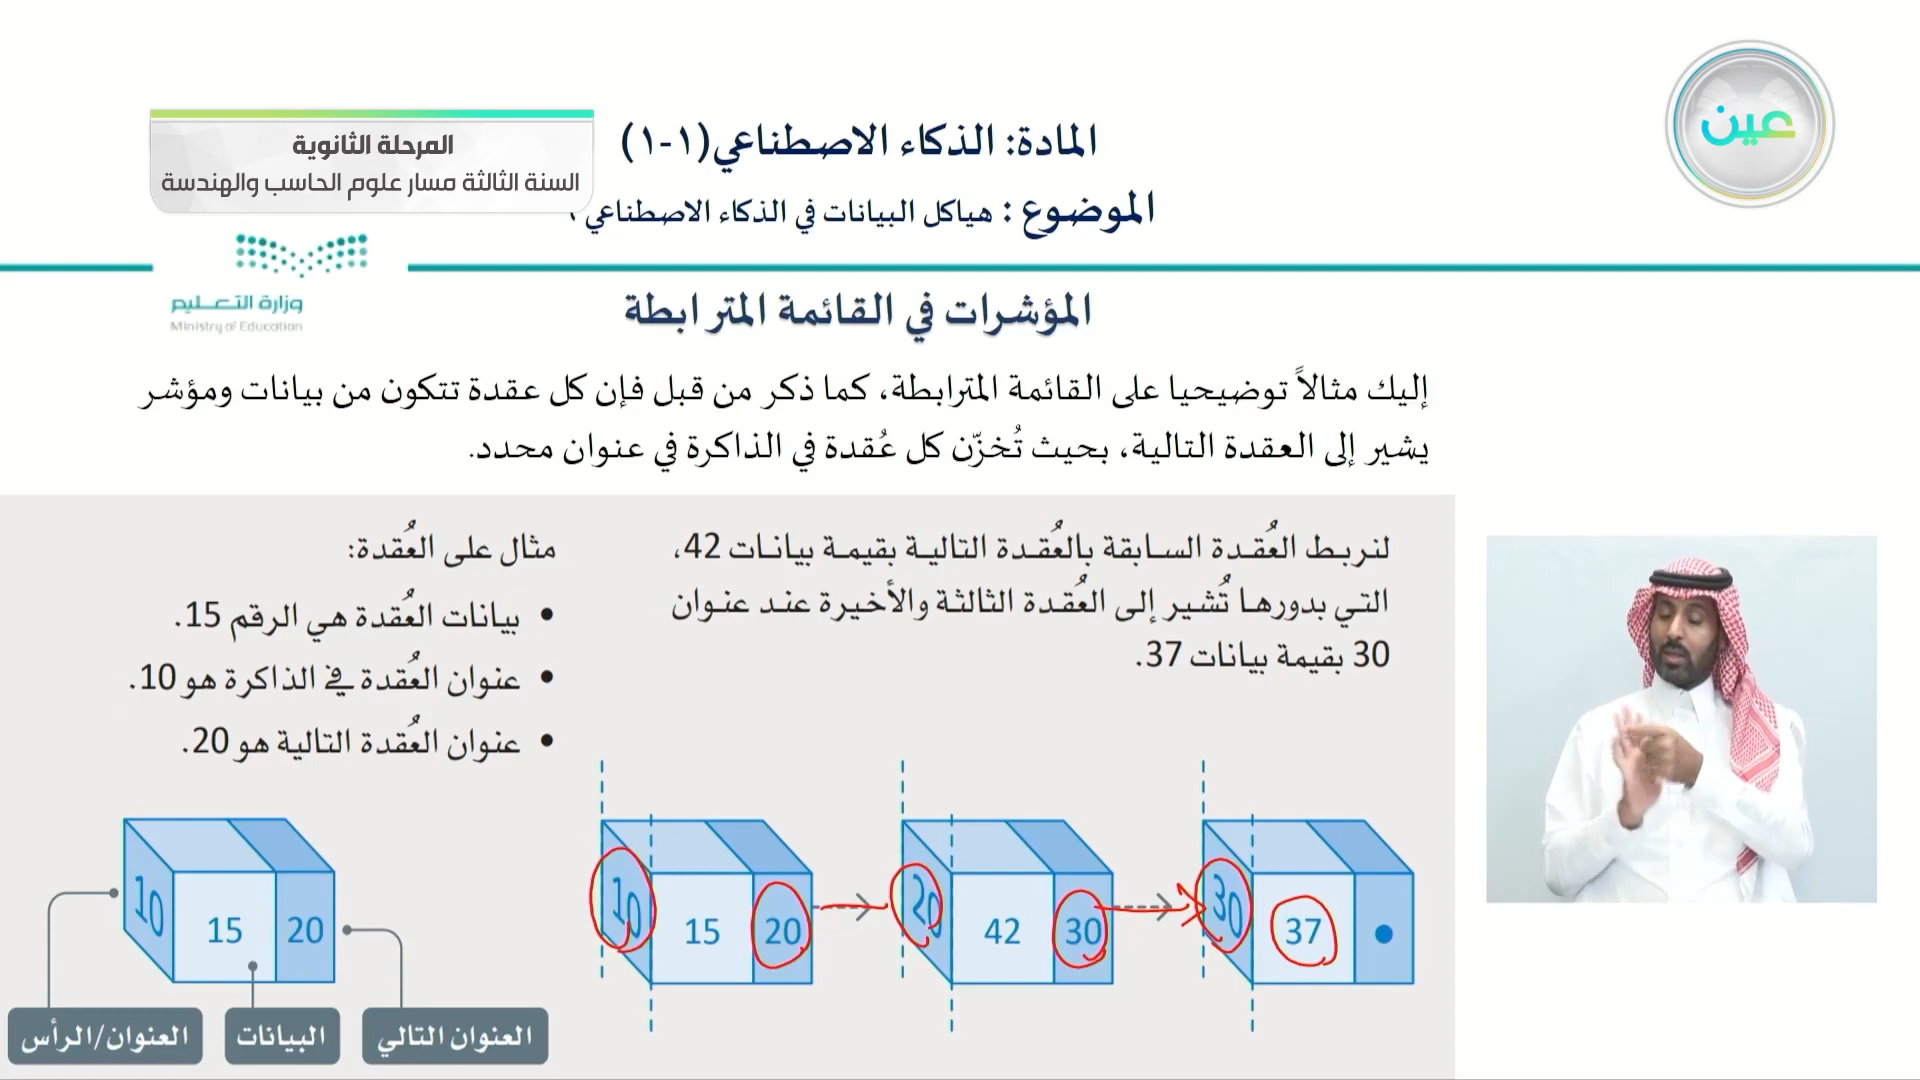 عين
المادة: الذكاء الاصطناعي(١-١)
الموضوع : هياكل البيانات في الذكاء الاصطناعي
المرحلة الثانوية
السنة الثالثة مسار علوم الحاسب والهندسة
وزارة التعليم
Ministry of Education
المؤشرات في القائمة المترابطة
إليك مثالاً توضيحيا على القائمة المترابطة، كما ذكر من قبل فإن كل عقدة تتكون من بيانات ومؤشر
يشير إلى العقدة التالية، بحيث تُخزّن كل عُقدة في الذاكرة في عنوان محدد.
لنربط العُقدة السابقة بالعُقدة التالية بقيمة بيانات 42،
التي بدورها تُشير إلى العُقدة الثالثة والأخيرة عند عنوان
30 بقيمة بيانات 37.
مثال على العُقدة:
• بيانات العُقدة هي الرقم 15.
• عنوان العُقدة في الذاكرة هو 10.
• عنوان العُقدة التالية هو 20.
10 15 20
10 15 20
20 42 30
30 37
العنوان/الرأس
البيانات
العنوان التالي